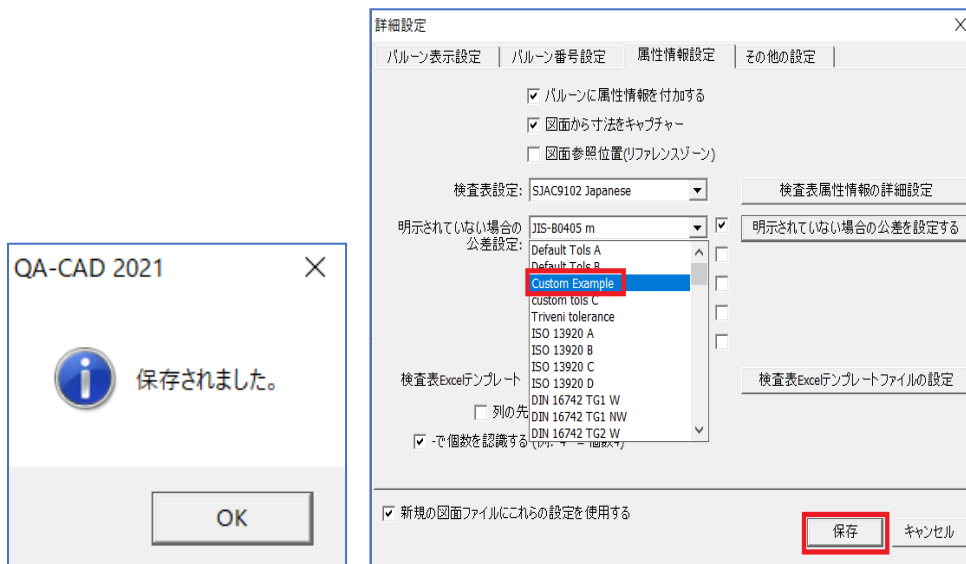 QA-CAD 2021
保存されました。
OK
詳細設定
バルーン表示設定
バルーン番号設定
属性情報設定
その他の設定
バルーンに属性情報を付加する
図面から寸法をキャプチャー
図面参照位置(リファレンスゾーン)
検査表設定: SJAC9102 Japanese
検査表属性情報の詳細設定
明示されていない場合の
公差設定:
JIS-B0405 m
明示されていない場合の公差を設定する
Default Tols A
Default Tols B
Custom Example
custom tols C
Triveni tolerance
ISO 13920 A
ISO 13920 B
ISO 13920 C
ISO 13920 D
DIN 16742 TG1 W
DIN 16742 TG1 NW
DIN 16742 TG2 W
検査表Excelテンプレート
検査表Excelテンプレートファイルの設定
列の先
-で個数を認識する
新規の図面ファイルにこれらの設定を使用する
保存
キャンセル